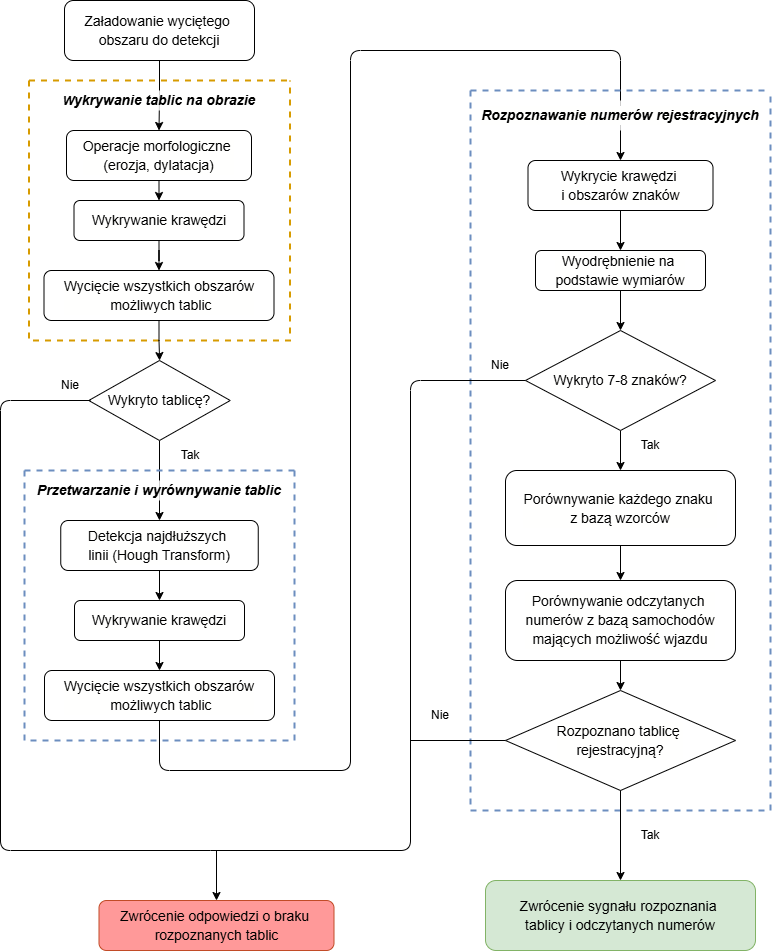 Załadowanie wyciętego
obszaru do detekcji
Wykrywanie tablic na obrazie
Operacje morfologiczne
(erozja, dylatacja)
Wykrywanie krawędzi
Wycięcie wszystkich obszarów
możliwych tablic
Wykryto tablicę?
Nie
Tak
Przetwarzanie i wyrównywanie tablic
Detekcja najdłuższych
linii (Hough Transform)
Wykrywanie krawędzi
Wycięcie wszystkich obszarów
możliwych tablic
Rozpoznawanie numerów rejestracyjnych
Wykrycie krawędzi
i obszarów znaków
Wyodrębnienie na
podstawie wymiarów
Wykryto 7-8 znaków?
Nie
Tak
Porównywanie każdego znaku
z bazą wzorców
Porównywanie odczytanych
numerów z bazą samochodów
mających możliwość wjazdu
Rozpoznano tablicę
rejestracyjną?
Nie
Tak
Zwrócenie odpowiedzi o braku
rozpoznanych tablic
Zwrócenie sygnału rozpoznania
tablicy i odczytanych numerów